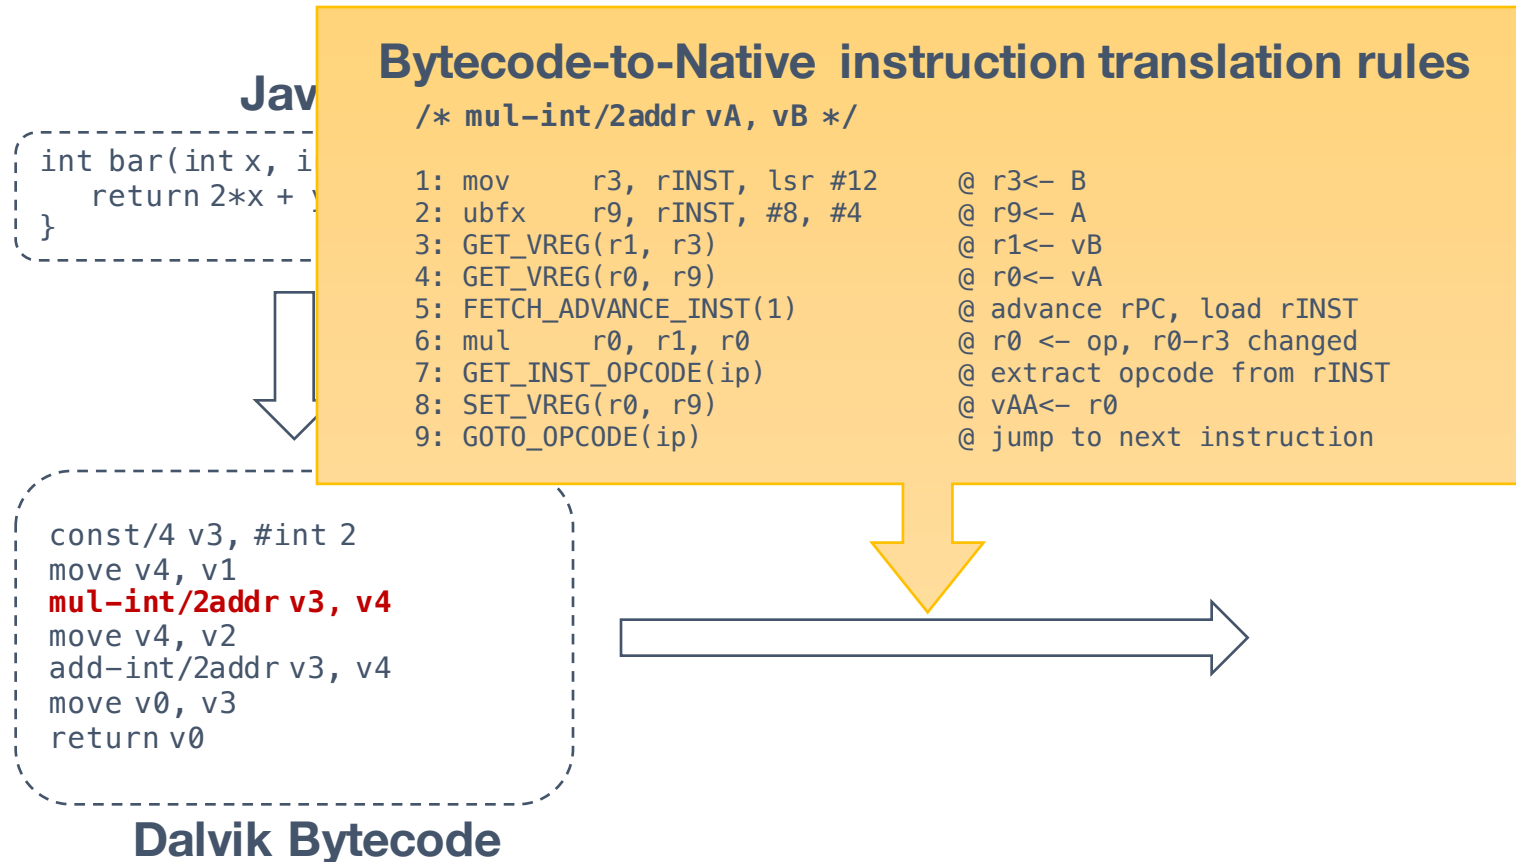 Bytecode-to-Native instruction translation rules
/* mul-int/2addr vA, vB */
1: mov r3, rINST, lsr #12 @ r3<- B
2: ubfx r9, rINST, #8, #4 @ r9<- A
3: GET_VREG(r1, r3) @ r1<- vB
4: GET_VREG(r0, r9) @ r0<- vA
5: FETCH_ADVANCE_INST(1) @ advance rPC, load rINST
6: mul r0, r1, r0 @ r0 <- op, r0-r3 changed
7: GET_INST_OPCODE(ip) @ extract opcode from rINST
8: SET_VREG(r0, r9) @ vAA<- r0
9: GOTO_OPCODE(ip) @ jump to next instruction
Jav
int bar(int x, i
return 2*x +
}
const/4 v3, #int 2
move v4, v1
mul-int/2addr v3, v4
move v4, v2
add-int/2addr v3, v4
move v0, v3
return v0
Dalvik Bytecode